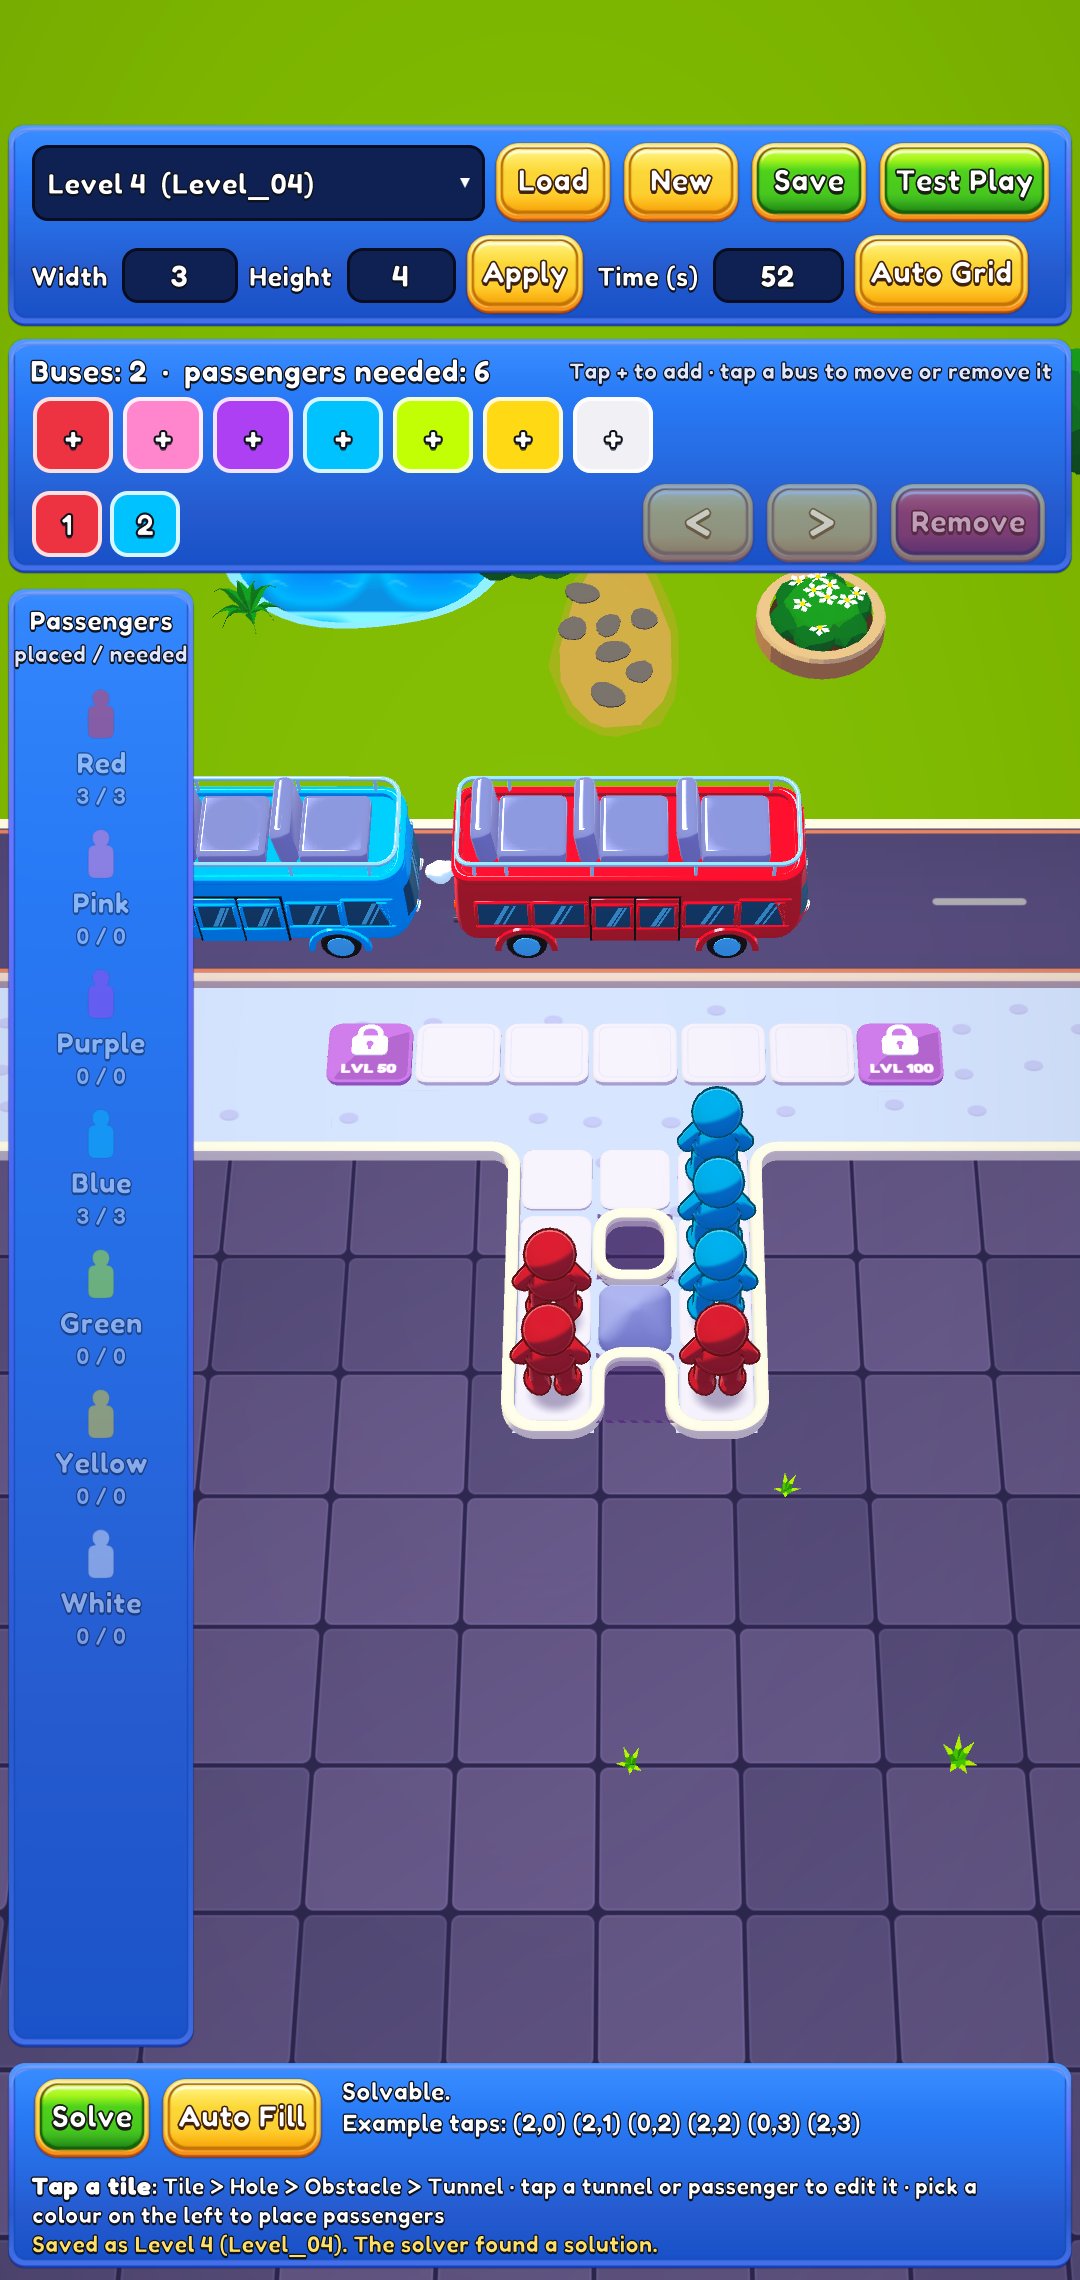 Level 4 (Level_04)
▼
Load
New
Save
Test Play
Width
3
Height
4
Apply
Time (s)
52
Auto Grid
Buses: 2 · passengers needed: 6
Tap + to add · tap a bus to move or remove it
+ + + + + + +
1
2
<
>
Remove
Passengers
placed / needed
Red
3 / 3
Pink
0 / 0
Purple
0 / 0
Blue
3 / 3
Green
0 / 0
Yellow
0 / 0
White
0 / 0
LVL 50
LVL 100
Solve
Auto Fill
Solvable.
Example taps: (2,0) (2,1) (0,2) (2,2) (0,3) (2,3)
Tap a tile: Tile > Hole > Obstacle > Tunnel · tap a tunnel or passenger to edit it · pick a
colour on the left to place passengers
Saved as Level 4 (Level_04). The solver found a solution.